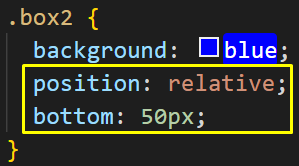 .box2 {
background: blue;
position: relative;
bottom: 50px;
}